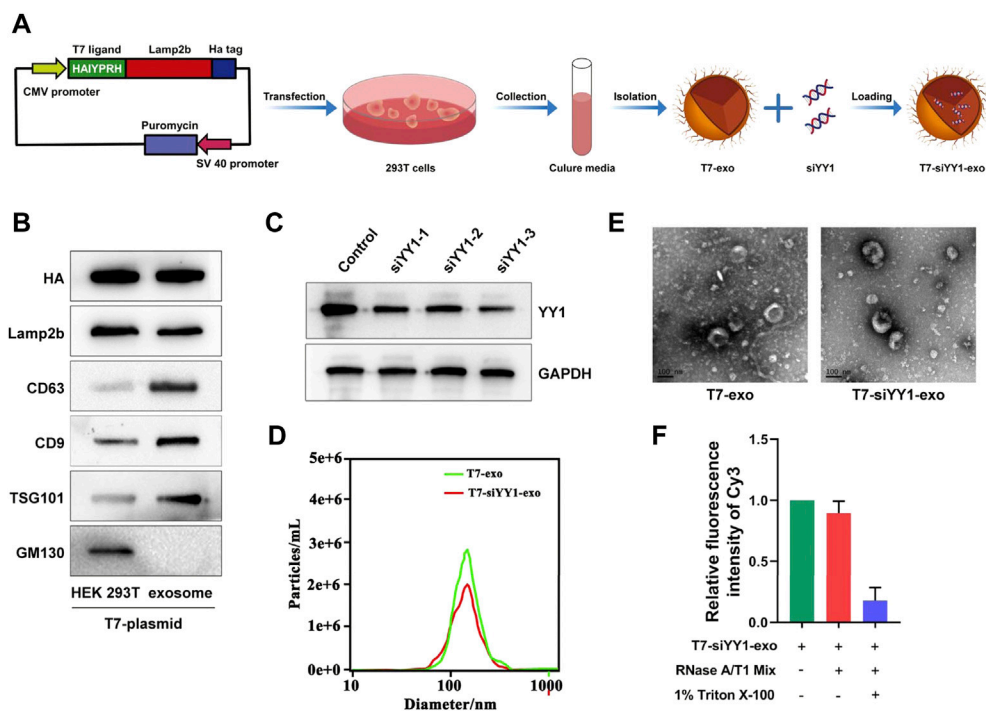 A
T7 ligand Lamp2b Ha tag
HAIYPRH
CMV promoter
Puromycin
SV 40 promoter
Transfection
293T cells
Collection
Culure media
Isolation
T7-exo
siYY1
Loading
T7-siYY1-exo
B
HA
Lamp2b
CD63
CD9
TSG101
GM130
HEK 293T exosome
T7-plasmid
C
Control siYY1-1 siYY1-2 siYY1-3
YY1
GAPDH
D
Particles/mL
5e+6
4e+6
3e+6
2e+6
1e+6
0e+0
T7-exo
T7-siYY1-exo
10 100 1000
Diameter/nm
E
100 nm
100 nm
T7-exo T7-siYY1-exo
F
Relative fluorescence
intensity of Cy3
1.5
1.0
0.5
0.0
T7-siYY1-exo + + +
RNase A/T1 Mix - + +
1% Triton X-100 - - +